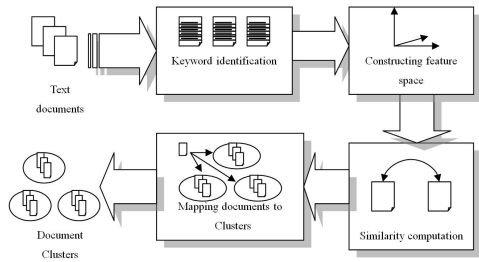 Text
documents
Keyword identification
Constructing feature
space
Similarity computation
Mapping documents to
Clusters
Document
Clusters